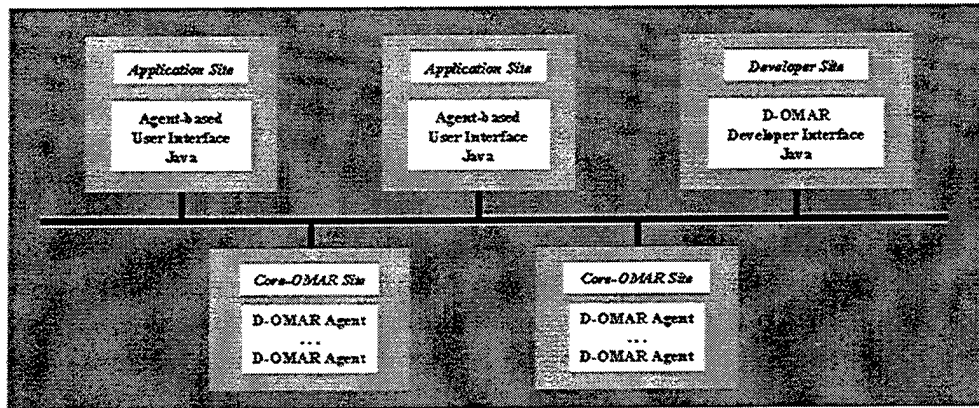 Application Site
Agent-based
User Interface
Java
Application Site
Agent-based
User Interface
Java
Developer Site
D-OMAR
Developer Interface
Java
Core-OMAR Site
D-OMAR Agent
...
D-OMAR Agent
Core-OMAR Site
D-OMAR Agent
...
D-OMAR Agent